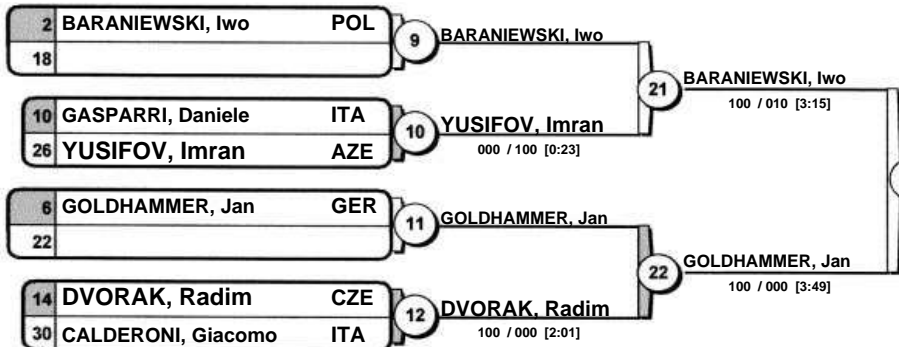 2 BARANIEWSKI, Iwo POL
18
9
BARANIEWSKI, Iwo
10 GASPARRI, Daniele ITA
26 YUSIFOV, Imran AZE
10
YUSIFOV, Imran
000 / 100 [0:23]
21
BARANIEWSKI, Iwo
100 / 010 [3:15]
6 GOLDHAMMER, Jan GER
22
11
GOLDHAMMER, Jan
14 DVORAK, Radim CZE
30 CALDERONI, Giacomo ITA
12
DVORAK, Radim
100 / 000 [2:01]
22
GOLDHAMMER, Jan
100 / 000 [3:49]